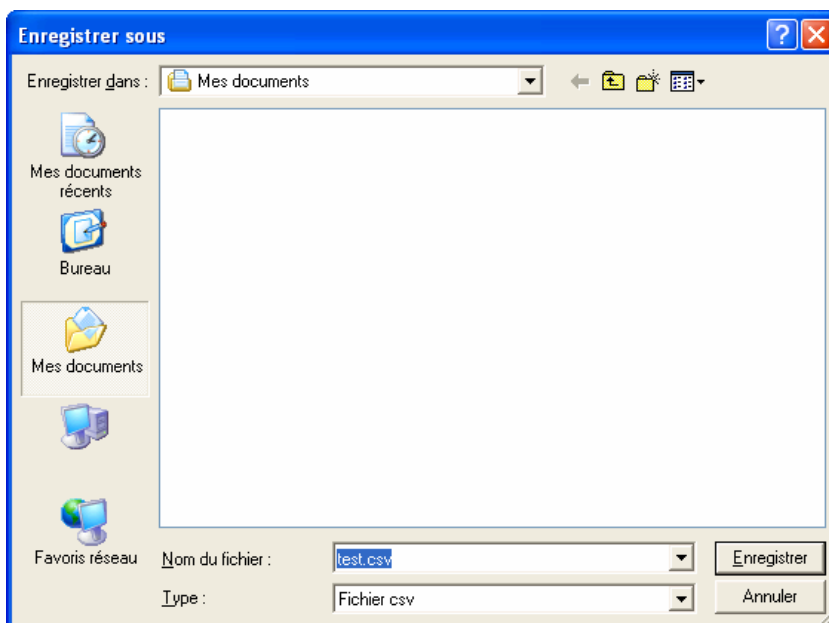 Enregistrer sous
Enregistrer dans :
Mes documents
Mes documents
récents
Bureau
Mes documents
Favoris réseau
Nom du fichier :
test.csv
Enregistrer
Type :
Fichier csv
Annuler